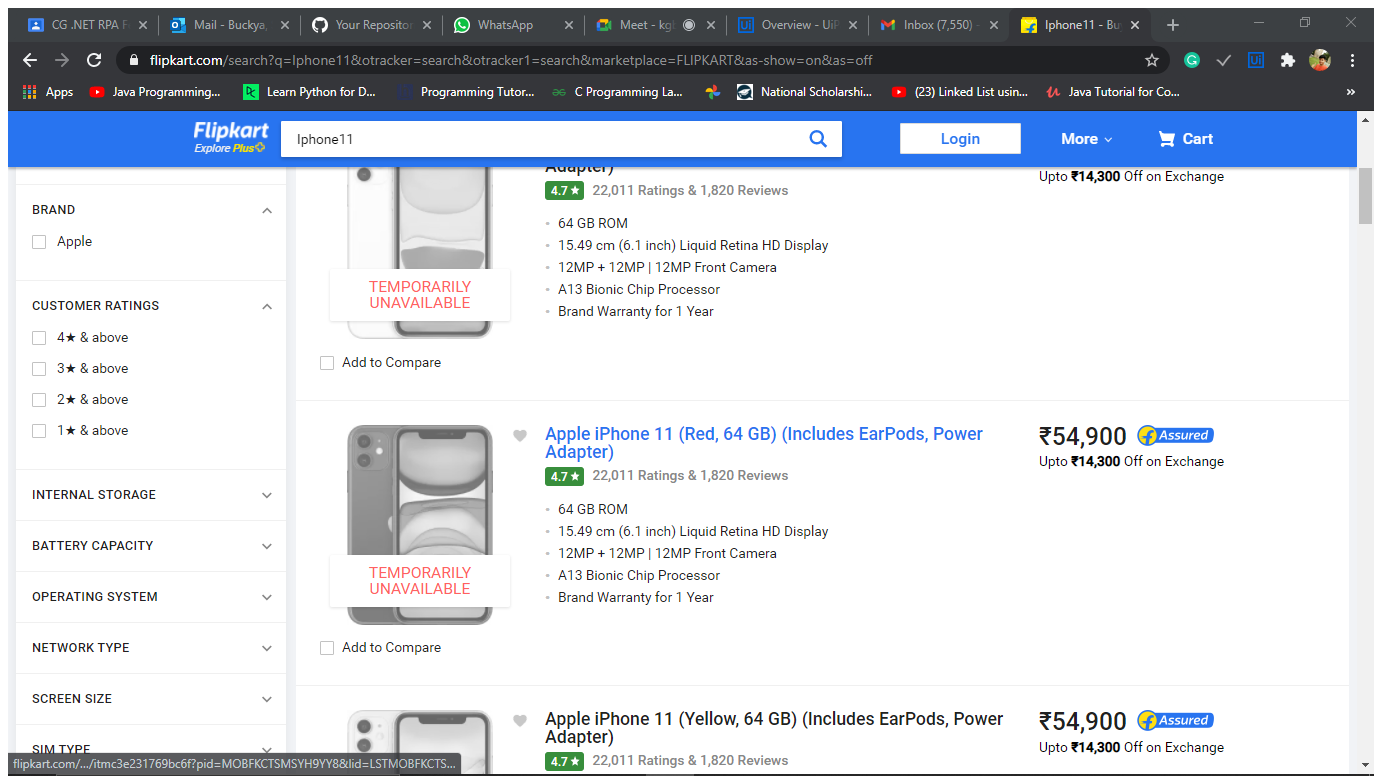 CG .NET RPA F
Mail - Buckya,
Your Repositor
WhatsApp
Meet - kg
Overview - UiP
Inbox (7,550) -
Iphone11 - Bu
flipkart.com/search?q=Iphone11&otracker=search&otracker1=search&marketplace=FLIPKART&as-show=on&as=off
Apps
Java Programming...
Learn Python for D...
Programming Tutor...
C Programming La...
National Scholarshi...
(23) Linked List usin...
Java Tutorial for Co...
»
Flipkart
Explore Plus
Iphone11
Login
More
Cart
BRAND
Apple
CUSTOMER RATINGS
4★ & above
3★ & above
2★ & above
1★ & above
INTERNAL STORAGE
BATTERY CAPACITY
OPERATING SYSTEM
NETWORK TYPE
SCREEN SIZE
SIM TYPE
Adapter)
4.7★ 22,011 Ratings & 1,820 Reviews
64 GB ROM
15.49 cm (6.1 inch) Liquid Retina HD Display
12MP + 12MP | 12MP Front Camera
A13 Bionic Chip Processor
Brand Warranty for 1 Year
Upto ₹14,300 Off on Exchange
TEMPORARILY
UNAVAILABLE
Add to Compare
Apple iPhone 11 (Red, 64 GB) (Includes EarPods, Power
Adapter)
4.7★ 22,011 Ratings & 1,820 Reviews
64 GB ROM
15.49 cm (6.1 inch) Liquid Retina HD Display
12MP + 12MP | 12MP Front Camera
A13 Bionic Chip Processor
Brand Warranty for 1 Year
₹54,900 Assured
Upto ₹14,300 Off on Exchange
TEMPORARILY
UNAVAILABLE
Add to Compare
Apple iPhone 11 (Yellow, 64 GB) (Includes EarPods, Power
Adapter)
4.7★ 22,011 Ratings & 1,820 Reviews
₹54,900 Assured
Upto ₹14,300 Off on Exchange
flipkart.com/.../itmc3e231769bc6f?pid=MOBFKCTSMSYH9YY8&lid=LSTMOBFKCTS...